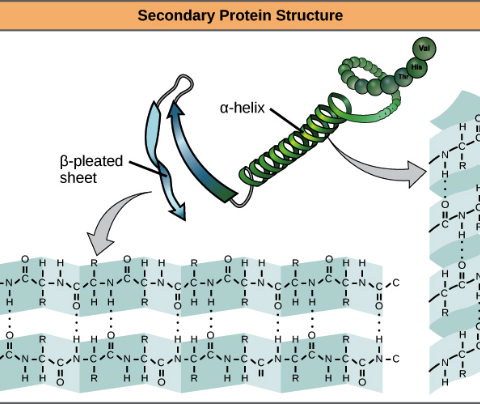 Secondary Protein Structure
Val
His
Thr
α-helix
β-pleated
sheet
H
C
H
N
C
R
H
O
C
N
H
H
O
H
C
C
N
R
H
O
C
N
H
O H H R H O H H R H O H H R H
C N C N C N C N C N C N C
N C C C N C C C N C C C C
H R O H H R O H H R O H H R O
O R H H O R H H O R H H O R H
C C N C C C N C C C N C C C N C
N C N C N C N C
H H O R H H O R H H R H H O R